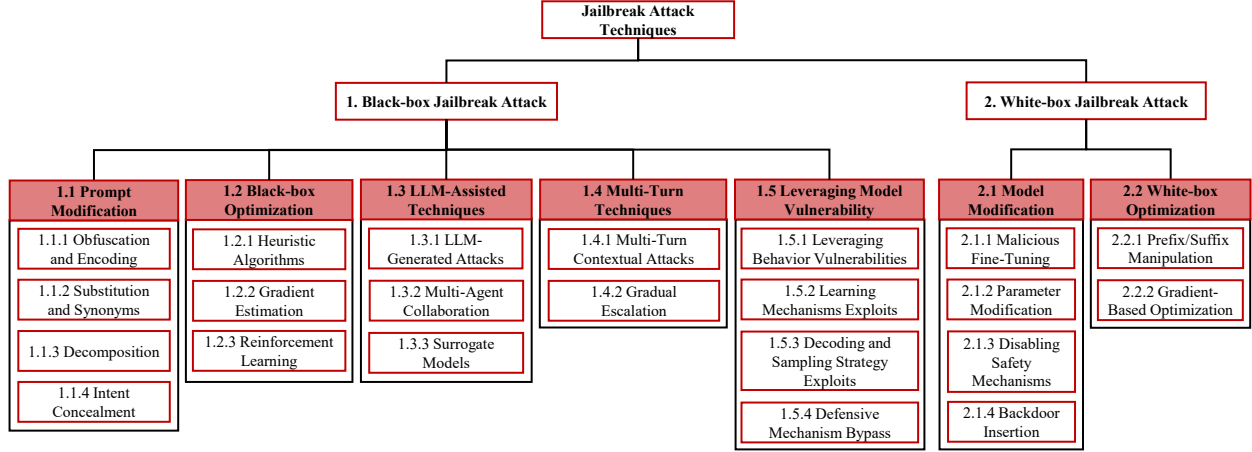 Jailbreak Attack
Techniques
1. Black-box Jailbreak Attack
2. White-box Jailbreak Attack
1.1 Prompt
Modification
1.1.1 Obfuscation
and Encoding
1.1.2 Substitution
and Synonyms
1.1.3 Decomposition
1.1.4 Intent
Concealment
1.2 Black-box
Optimization
1.2.1 Heuristic
Algorithms
1.2.2 Gradient
Estimation
1.2.3 Reinforcement
Learning
1.3 LLM-Assisted
Techniques
1.3.1 LLM-
Generated Attacks
1.3.2 Multi-Agent
Collaboration
1.3.3 Surrogate
Models
1.4 Multi-Turn
Techniques
1.4.1 Multi-Turn
Contextual Attacks
1.4.2 Gradual
Escalation
1.5 Leveraging Model
Vulnerability
1.5.1 Leveraging
Behavior Vulnerabilities
1.5.2 Learning
Mechanisms Exploits
1.5.3 Decoding and
Sampling Strategy
Exploits
1.5.4 Defensive
Mechanism Bypass
2.1 Model
Modification
2.1.1 Malicious
Fine-Tuning
2.1.2 Parameter
Modification
2.1.3 Disabling
Safety
Mechanisms
2.1.4 Backdoor
Insertion
2.2 White-box
Optimization
2.2.1 Prefix/Suffix
Manipulation
2.2.2 Gradient-
Based Optimization